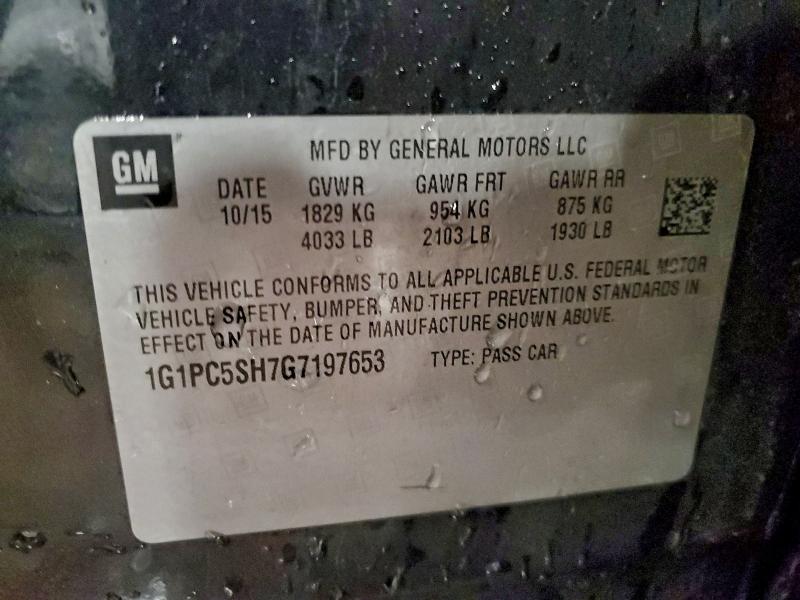 GM
MFD BY GENERAL MOTORS LLC
DATE GVWR GAWR FRT GAWR RR
10/15 1829 KG 954 KG 875 KG
4033 LB 2103 LB 1930 LB
THIS VEHICLE CONFORMS TO ALL APPLICABLE U.S. FEDERAL MOTOR
VEHICLE SAFETY, BUMPER, AND THEFT PREVENTION STANDARDS IN
EFFECT ON THE DATE OF MANUFACTURE SHOWN ABOVE.
1G1PC5SH7G7197653 TYPE: PASS CAR